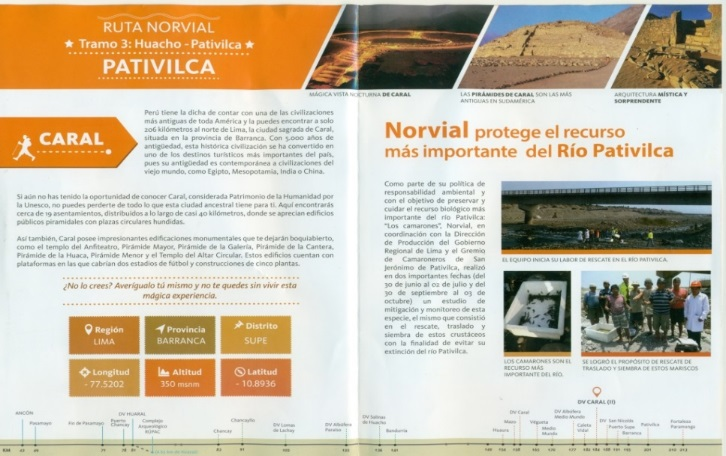 RUTA NORVIAL
★ Tramo 3: Huacho - Pativilca ★
PATIVILCA
MÁGICA VISTA NOCTURNA DE CARAL
LAS PIRÁMIDES DE CARAL SON LAS MÁS
ANTIGUAS EN SUDAMÉRICA
ARQUITECTURA MÍSTICA Y
SORPRENDENTE
CARAL
Perú tiene la dicha de contar con una de las civilizaciones
más antiguas de toda América y la puedes encontrar a solo
206 kilómetros al norte de Lima, la ciudad sagrada de Caral,
situada en la provincia de Barranca. Con 5,000 años de
antigüedad, esta histórica civilización se ha convertido en
uno de los destinos turísticos más importantes del país,
pues su antigüedad es contemporánea a civilizaciones del
viejo mundo, como Egipto, Mesopotamia, India o China.
Si aún no has tenido la oportunidad de conocer Caral, considerada Patrimonio de la Humanidad por
la Unesco, no puedes perderte de todo lo que esta ciudad ancestral tiene para ti. Aquí encontrarás
cerca de 19 asentamientos, distribuidos a lo largo de casi 40 kilómetros, donde se aprecian edificios
públicos piramidales con plazas circulares hundidas.
Así también, Caral posee impresionantes edificaciones monumentales que te dejarán boquiabierto,
como el templo del Anfiteatro, Pirámide Mayor, Pirámide de la Galería, Pirámide de la Cantera,
Pirámide de la Huaca, Pirámide Menor y el Templo del Altar Circular. Estos edificios cuentan con
plataformas en las que cabrían dos estadios de fútbol y construcciones de cinco plantas.
¿No lo crees? Averígualo tú mismo y no te quedes sin vivir esta
mágica experiencia.
Región
LIMA
Provincia
BARRANCA
Distrito
SUPE
Longitud
- 77.5202
Altitud
350 msnm
Latitud
- 10.8936
Norvial protege el recurso
más importante del Río Pativilca
Como parte de su política de
responsabilidad ambiental y
con el objetivo de preservar y
cuidar el recurso biológico más
importante del río Pativilca:
"Los camarones", Norvial, en
coordinación con la Dirección
de Producción del Gobierno
Regional de Lima y el Gremio
de Camaroneros de San
Jerónimo de Pativilca, realizó
en dos importantes fechas (del
30 de junio al 02 de julio y del
30 de septiembre al 03 de
octubre) un estudio de
mitigación y monitoreo de esta
especie, el mismo que consistió
en el rescate, traslado y
siembra de estos crustáceos
con la finalidad de evitar su
extinción del río Pativilca.
EL EQUIPO INICIA SU LABOR DE RESCATE EN EL RÍO PATIVILCA.
LOS CAMARONES SON EL
RECURSO MÁS
IMPORTANTE DEL RÍO.
SE LOGRÓ EL PROPÓSITO DE RESCATE DE
TRASLADO Y SIEMBRA DE ESTOS MARISCOS
DV CARAL (II)
ANCÓN
Pasamayo
Río de Pasamayo
Puerto
Chancay
DV HUARAL
Complejo
Arqueológico
Chancay
Chancayllo
DV Lomas
de Lachay
DV Albúfera
Paraíso
DV Salinas
de Huacho
Huaura
DV Caral
Végueta
Medio
Mundo
DV Albúfera
Medio Mundo
Caleta
Vidal
DV San Nicolás
Puerto Supe
Barranca
Pativilca
Fortaleza
Paramonga